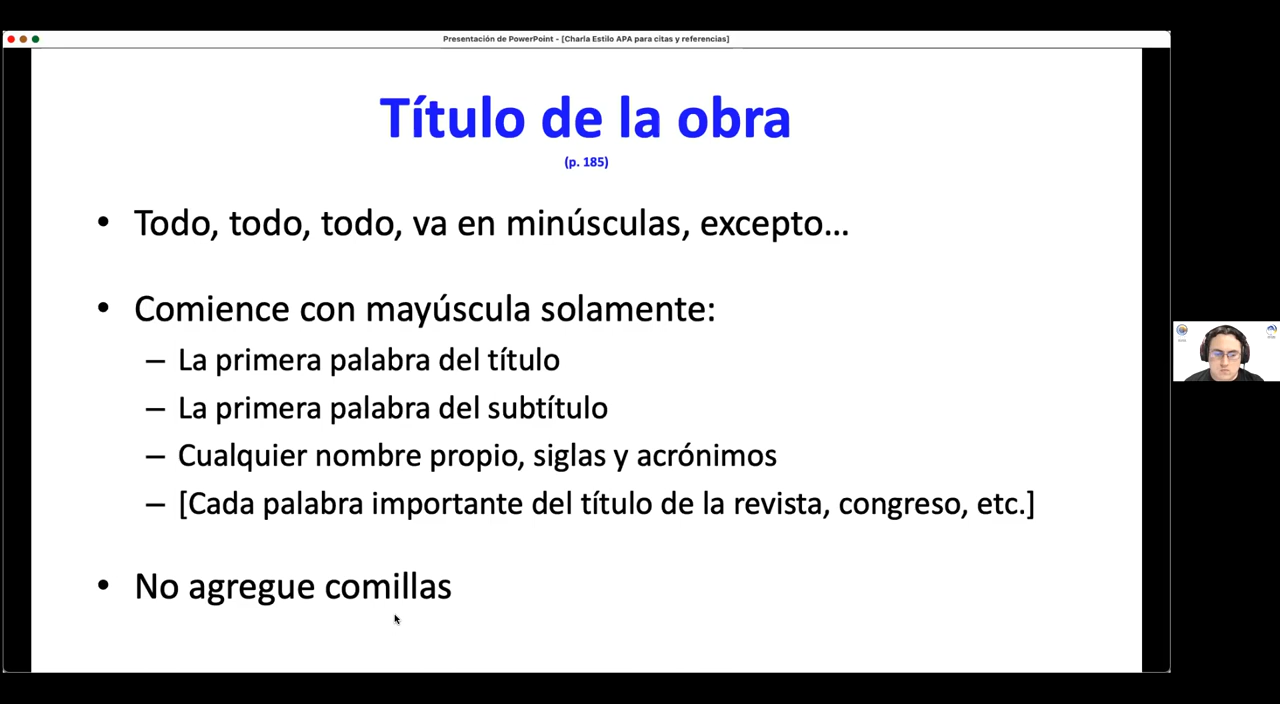 Presentación de PowerPoint - [Charla Estilo APA para citas y referencias]
Título de la obra
(p. 185)
• Todo, todo, todo, va en minúsculas, excepto...
• Comience con mayúscula solamente:
– La primera palabra del título
– La primera palabra del subtítulo
– Cualquier nombre propio, siglas y acrónimos
– [Cada palabra importante del título de la revista, congreso, etc.]
• No agregue comillas